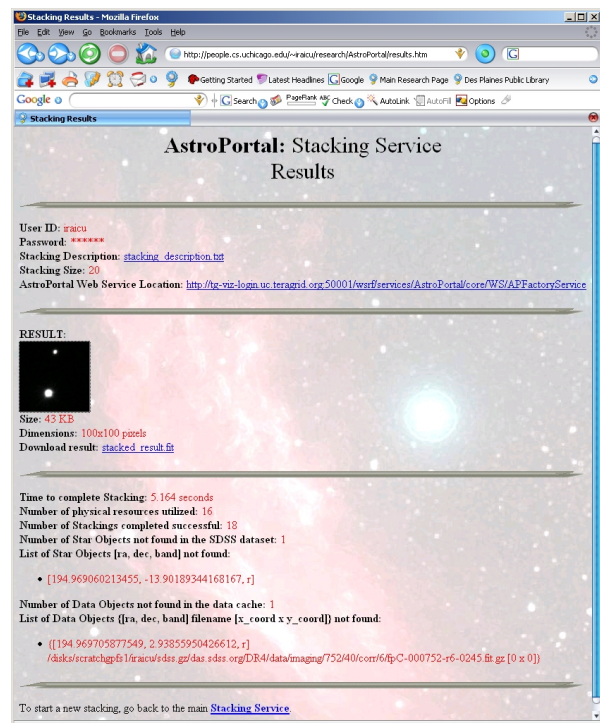 Stacking Results - Mozilla Firefox
File Edit View Go Bookmarks Tools Help
http://people.cs.uchicago.edu/~iraicu/research/AstroPortal/results.htm
Getting Started Latest Headlines Google Main Research Page Des Plaines Public Library
Google Search PageRank Check AutoLink AutoFill Options
Stacking Results
AstroPortal: Stacking Service
Results
User ID: iraicu
Password: ******
Stacking Description: stacking_description.txt
Stacking Size: 20
AstroPortal Web Service Location: http://tg-viz-login.uc.teragrid.org:50001/wsrf/services/AstroPortal/core/WS/APFactoryService
RESULT:
Size: 43 KB
Dimensions: 100x100 pixels
Download result: stacked_result.fit
Time to complete Stacking: 5.164 seconds
Number of physical resources utilized: 16
Number of Stackings completed successful: 18
Number of Star Objects not found in the SDSS dataset: 1
List of Star Objects [ra, dec, band] not found:
• [194.969060213455, -13.90189344168167, r]
Number of Data Objects not found in the data cache: 1
List of Data Objects ([ra, dec, band] filename [x_coord x y_coord]) not found:
• ([194.969705877549, 2.93855950426612, r]
/disks/scratchgpfs1/iraicu/sdss.gz/das.sdss.org/DR4/data/imaging/752/40/corr/6/fpC-000752-r6-0245.fit.gz [0 x 0])
To start a new stacking, go back to the main Stacking Service.